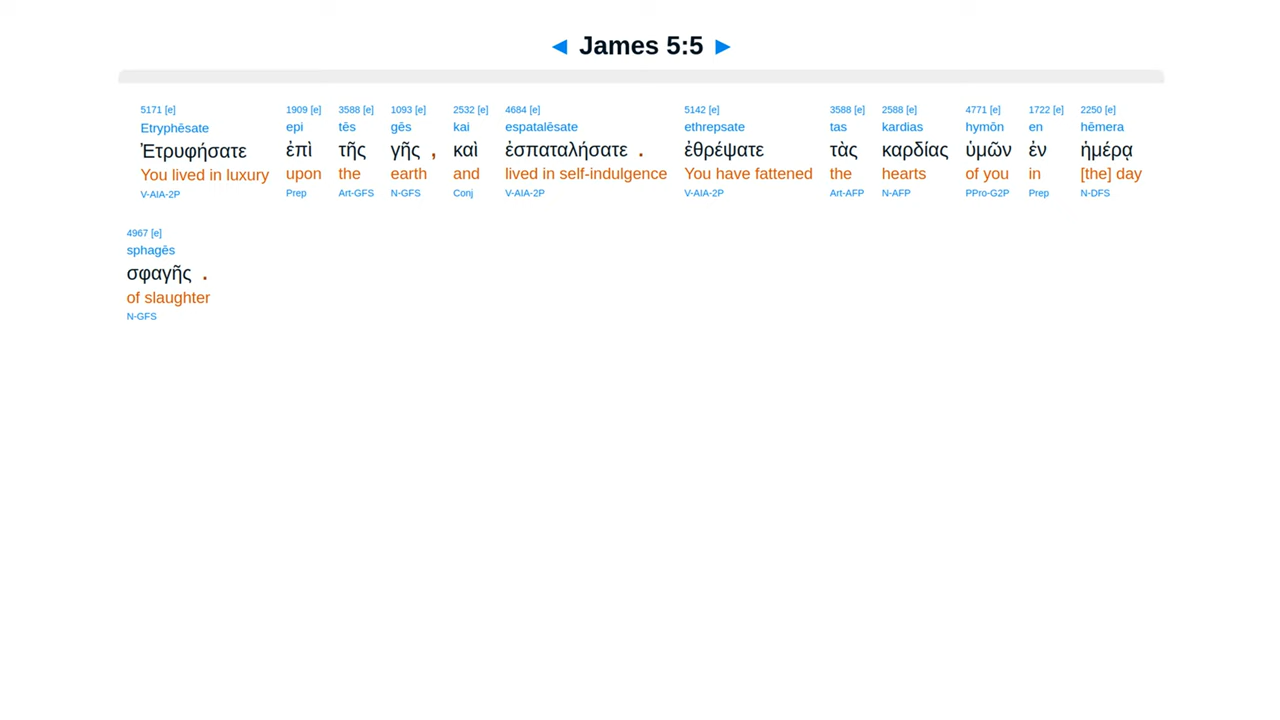 ◄ James 5:5 ►
5171 [e] 1909 [e] 3588 [e] 1093 [e] 2532 [e] 4684 [e] 5142 [e] 3588 [e] 2588 [e] 4771 [e] 1722 [e] 2250 [e]
Etryphēsate epi tēs gēs kai espatalēsate ethrepsate tas kardias hymōn en hēmera
Ἐτρυφήσατε ἐπὶ τῆς γῆς , καὶ ἐσπαταλήσατε . ἐθρέψατε τὰς καρδίας ὑμῶν ἐν ἡμέρᾳ
You lived in luxury upon the earth and lived in self-indulgence You have fattened the hearts of you in [the] day
V-AIA-2P Prep Art-GFS N-GFS Conj V-AIA-2P V-AIA-2P Art-AFP N-AFP PPro-G2P Prep N-DFS
4967 [e]
sphagēs
σφαγῆς .
of slaughter
N-GFS